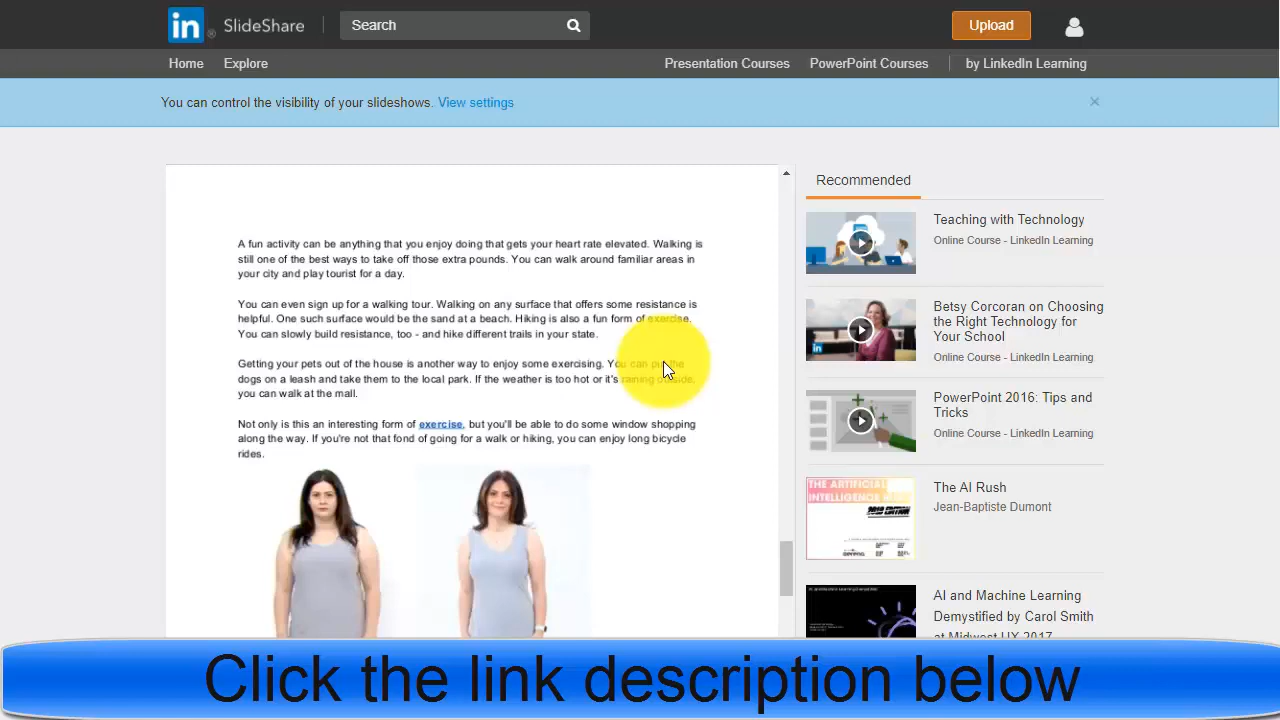 in SlideShare
Search
Upload
Home
Explore
Presentation Courses
PowerPoint Courses
by LinkedIn Learning
You can control the visibility of your slideshows. View settings
A fun activity can be anything that you enjoy doing that gets your heart rate elevated. Walking is
still one of the best ways to take off those extra pounds. You can walk around familiar areas in
your city and play tourist for a day.
You can even sign up for a walking tour. Walking on any surface that offers some resistance is
helpful. One such surface would be the sand at a beach. Hiking is also a fun form of exercise.
You can slowly build resistance, too - and hike different trails in your state.
Getting your pets out of the house is another way to enjoy some exercising. You can put the
dogs on a leash and take them to the local park. If the weather is too hot or it's raining outside,
you can walk at the mall.
Not only is this an interesting form of exercise, but you'll be able to do some window shopping
along the way. If you're not that fond of going for a walk or hiking, you can enjoy long bicycle
rides.
Recommended
Teaching with Technology
Online Course - LinkedIn Learning
Betsy Corcoran on Choosing
the Right Technology for
Your School
Online Course - LinkedIn Learning
PowerPoint 2016: Tips and
Tricks
Online Course - LinkedIn Learning
THE ARTIFICIAL
INTELLIGENCE
2019 EDITION
The AI Rush
Jean-Baptiste Dumont
AI and Machine Learning
Demystified by Carol Smith
at Midwest UX 2017
Click the link description below